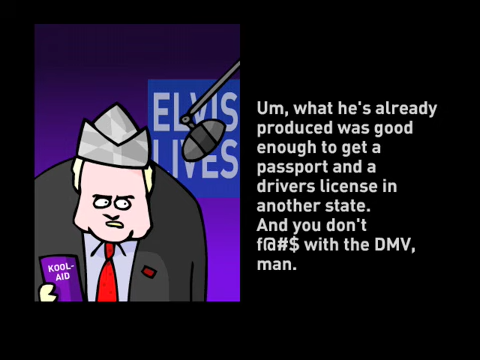 ELVIS
LIVES
KOOL-
AID
Um, what he's already
produced was good
enough to get a
passport and a
drivers license in
another state.
And you don't
f@#$ with the DMV,
man.